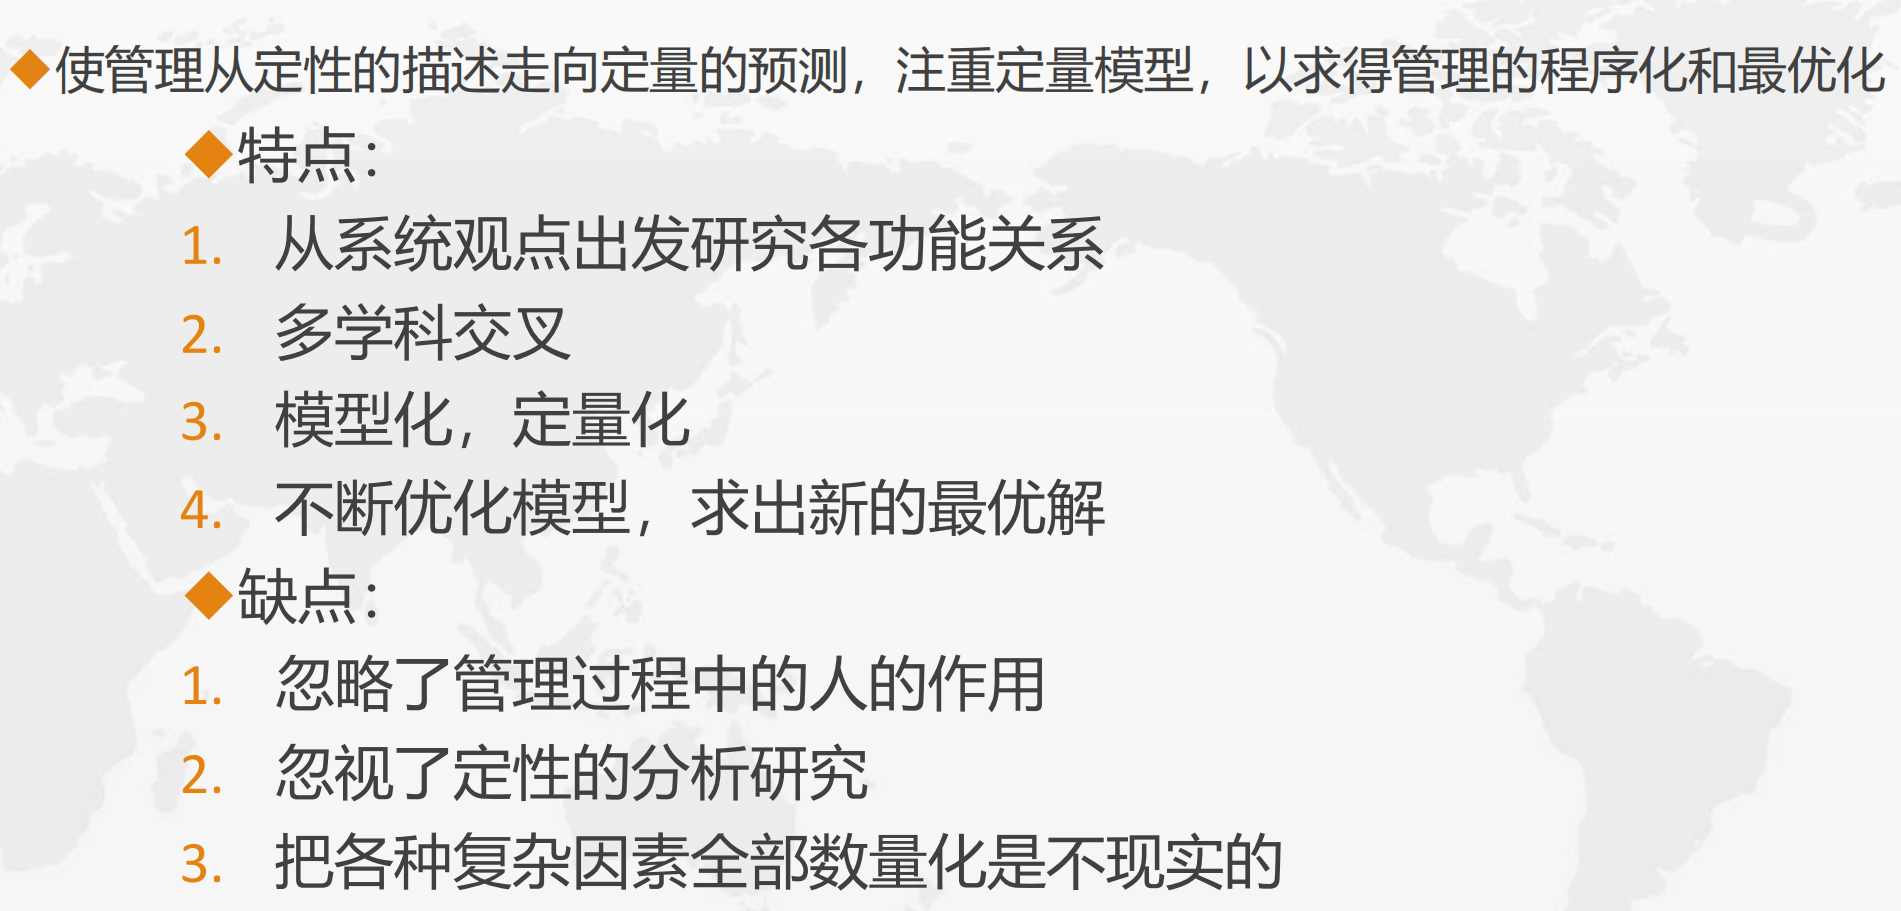 ◆使管理从定性的描述走向定量的预测，注重定量模型，以求得管理的程序化和最优化
◆特点：
1. 从系统观点出发研究各功能关系
2. 多学科交叉
3. 模型化，定量化
4. 不断优化模型，求出新的最优解
◆缺点：
1. 忽略了管理过程中的人的作用
2. 忽视了定性的分析研究
3. 把各种复杂因素全部数量化是不现实的